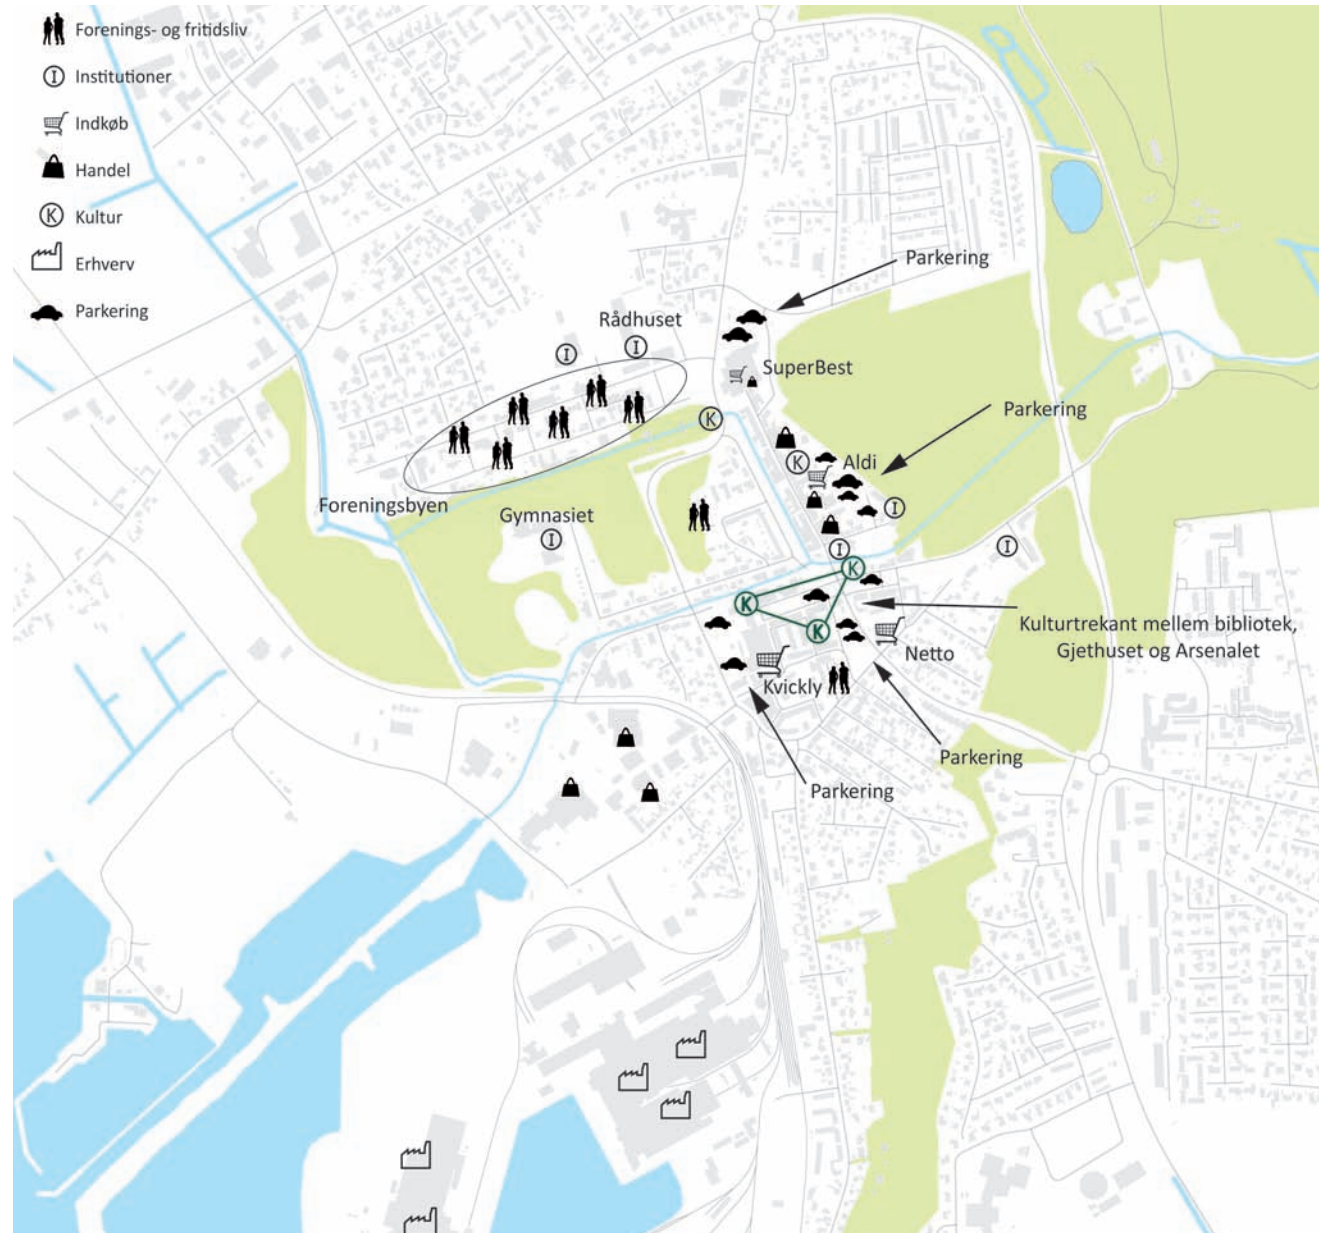 Forenings- og fritidsliv
I Institutioner
Indkøb
Handel
K Kultur
Erhverv
Parkering
Parkering
Rådhuset
I
I
SuperBest
Parkering
K
K
Aldi
Foreningsbyen
Gymnasiet
I
I
I
I
K
K
K
Kulturtrekant mellem bibliotek,
Gjethuset og Arsenalet
Netto
Kvickly
Parkering
Parkering